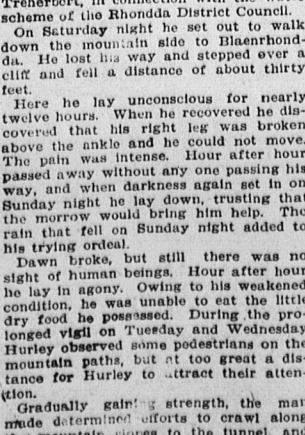 Treherbert, in connection with the
scheme of the Rhondda District Council.
On Saturday night he set out to walk
down the mountain side to Blaenrhond-
da. He lost his way and stepped over a
cliff and fell a distance of about thirty
feet.
Here he lay unconscious for nearly
twelve hours. When he recovered he dis-
covered that his right leg was broken
above the ankle and he could not move.
The pain was intense. Hour after hour
passed away without any one passing his
way, and when darkness again set in on
Sunday night he lay down, trusting that
the morrow would bring him help. The
rain that fell on Sunday night added to
his trying ordeal.
Dawn broke, but still there was no
sight of human beings. Hour after hour
he lay in agony. Owing to his weakened
condition, he was unable to eat the little
dry food he possessed. During the pro-
longed vigil on Tuesday and Wednesday
Hurley observed some pedestrians on the
mountain paths, but at too great a dis-
tance for Hurley to attract their atten-
tion.
Gradually gaining strength, the man
made determined efforts to crawl along
slopes to the tunnel, and